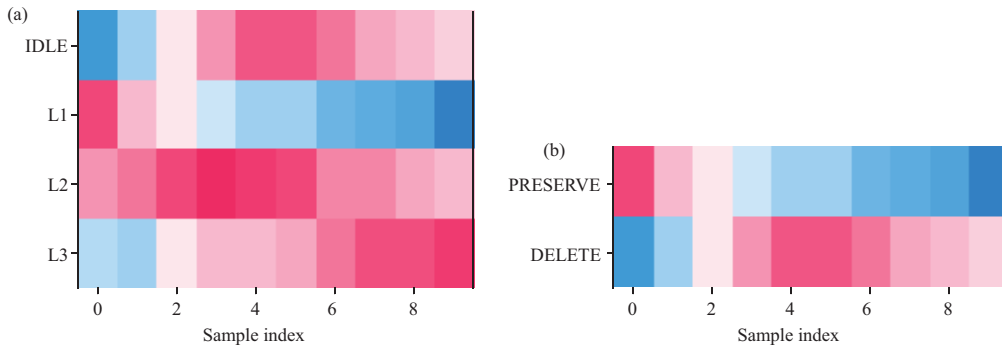 (a)
IDLE
L1
L2
L3
0 2 4 6 8
Sample index
(b)
PRESERVE
DELETE
0 2 4 6 8
Sample index